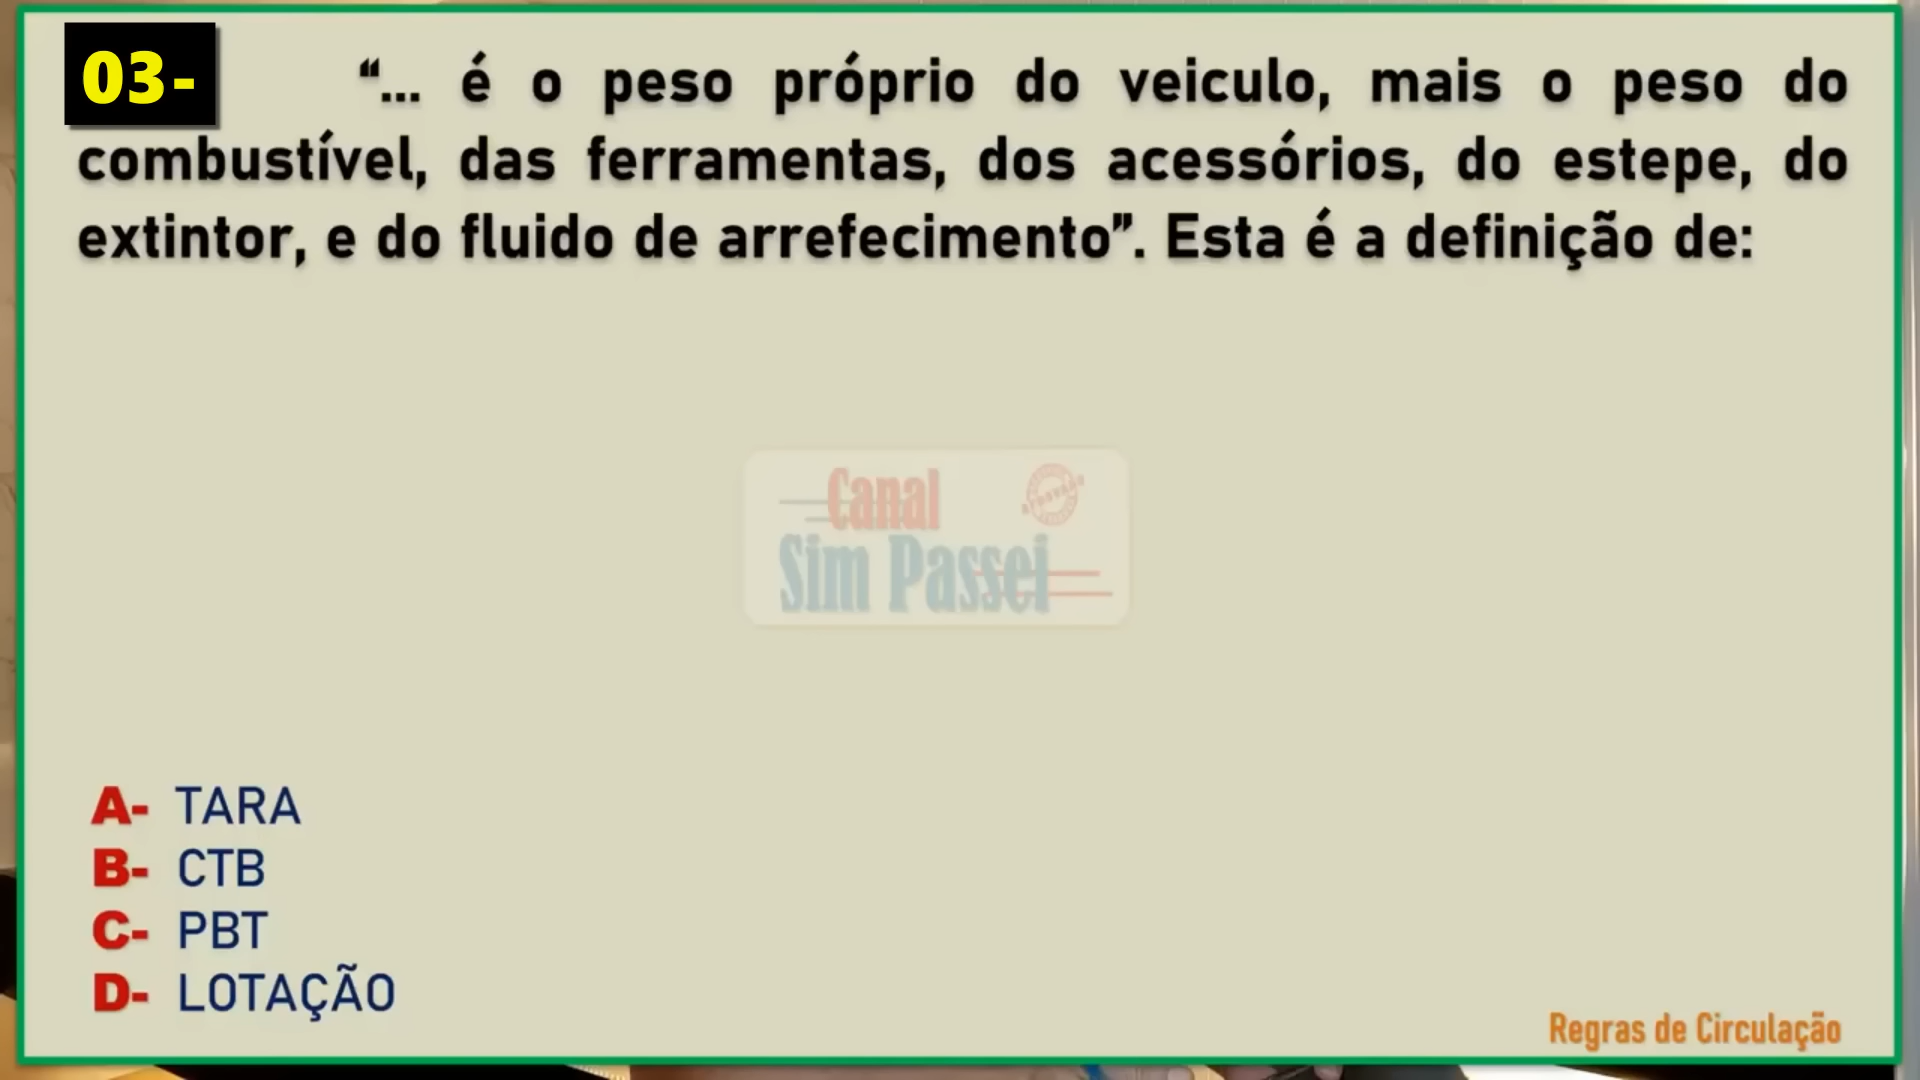 03- “... é o peso próprio do veiculo, mais o peso do
combustível, das ferramentas, dos acessórios, do estepe, do
extintor, e do fluido de arrefecimento”. Esta é a definição de:
Canal
APROVADO
Sim Passei
A- TARA
B- CTB
C- PBT
D- LOTAÇÃO
Regras de Circulação